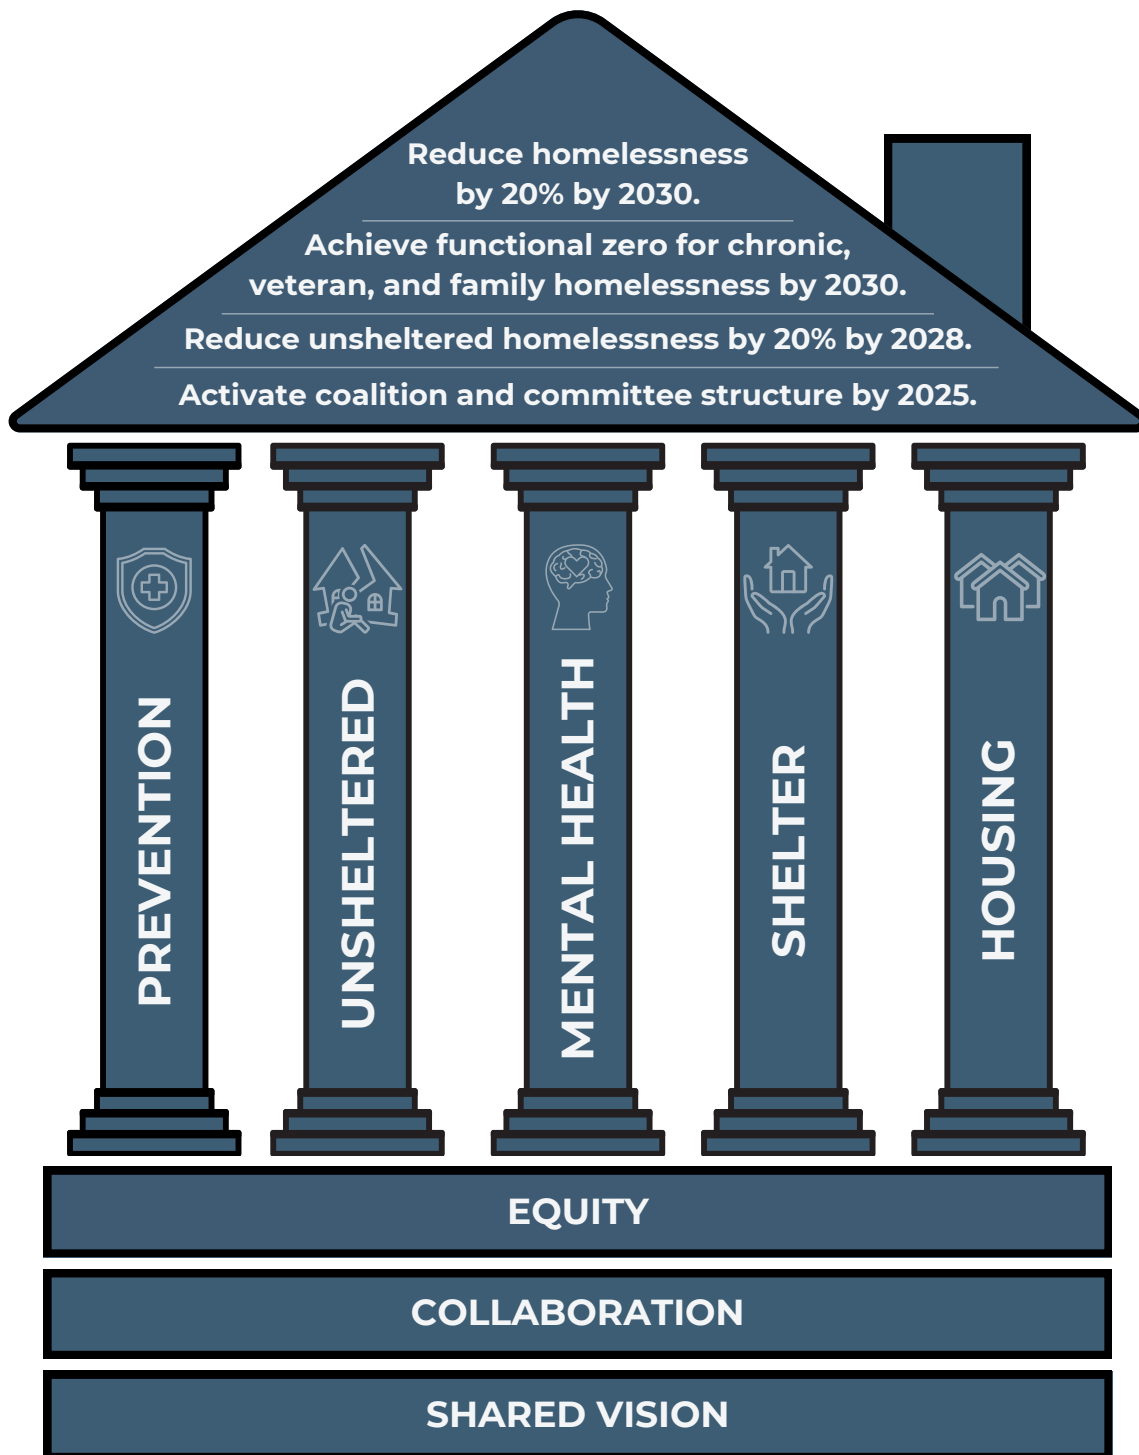 Reduce homelessness
by 20% by 2030.
Achieve functional zero for chronic,
veteran, and family homelessness by 2030.
Reduce unsheltered homelessness by 20% by 2028.
Activate coalition and committee structure by 2025.
PREVENTION
UNSHELTERED
MENTAL HEALTH
SHELTER
HOUSING
EQUITY
COLLABORATION
SHARED VISION